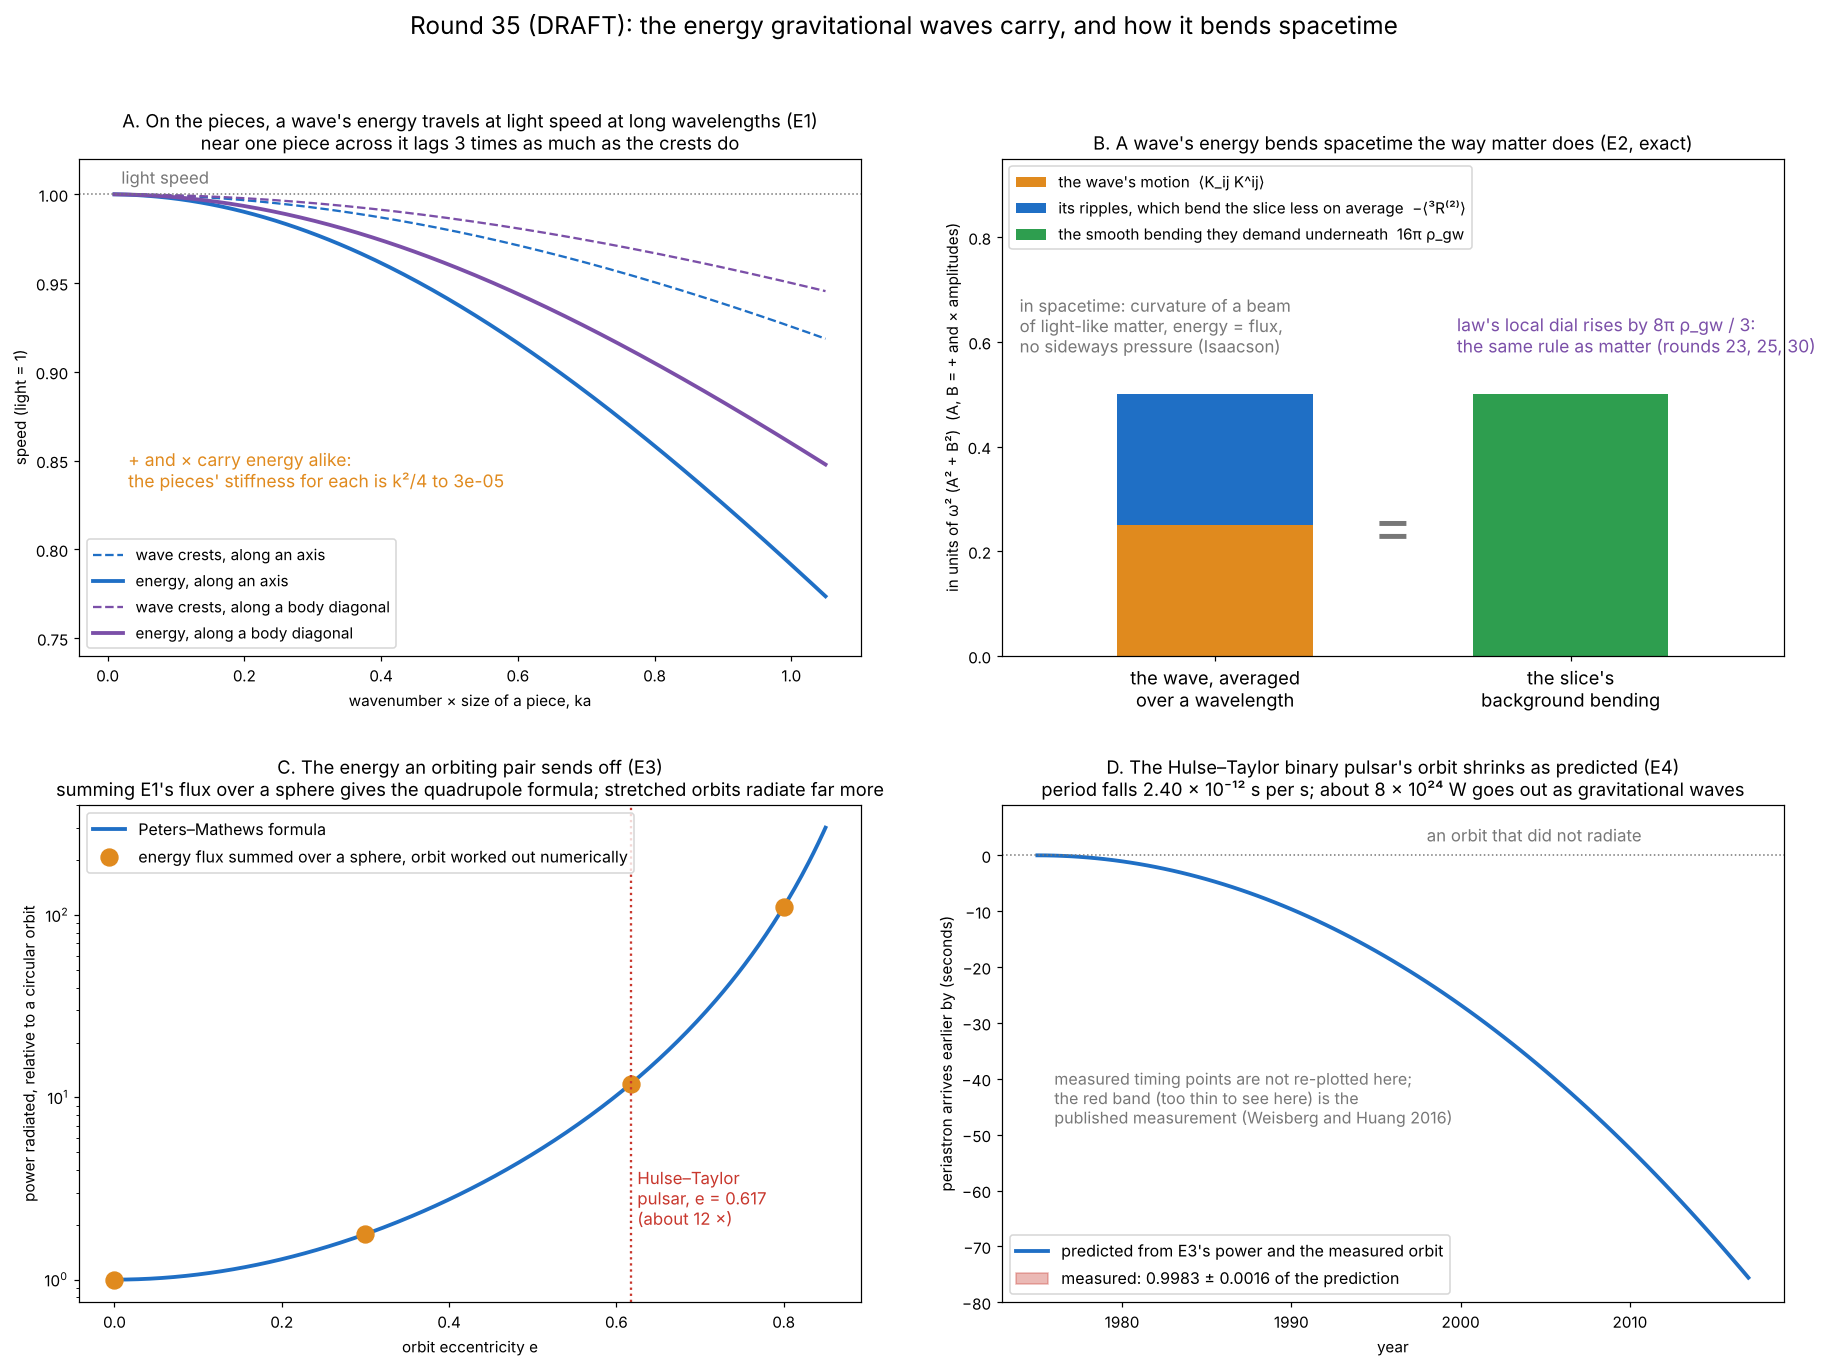 Round 35 (DRAFT): the energy gravitational waves carry, and how it bends spacetime
A. On the pieces, a wave's energy travels at light speed at long wavelengths (E1)
near one piece across it lags 3 times as much as the crests do
light speed
1.00
0.95
0.90
0.85
0.80
0.75
speed (light = 1)
+ and × carry energy alike:
the pieces' stiffness for each is k²/4 to 3e-05
wave crests, along an axis
energy, along an axis
wave crests, along a body diagonal
energy, along a body diagonal
0.0 0.2 0.4 0.6 0.8 1.0
wavenumber × size of a piece, ka
B. A wave's energy bends spacetime the way matter does (E2, exact)
the wave's motion ⟨K_ij K^ij⟩
its ripples, which bend the slice less on average −⟨³R⁽²⁾⟩
the smooth bending they demand underneath 16π ρ_gw
in spacetime: curvature of a beam
of light-like matter, energy = flux,
no sideways pressure (Isaacson)
law's local dial rises by 8π ρ_gw / 3:
the same rule as matter (rounds 23, 25, 30)
=
0.8
0.6
0.4
0.2
0.0
in units of ω² (A² + B²) (A, B = + and × amplitudes)
the wave, averaged
over a wavelength
the slice's
background bending
C. The energy an orbiting pair sends off (E3)
summing E1's flux over a sphere gives the quadrupole formula; stretched orbits radiate far more
Peters–Mathews formula
energy flux summed over a sphere, orbit worked out numerically
10²
10¹
10⁰
power radiated, relative to a circular orbit
Hulse–Taylor
pulsar, e = 0.617
(about 12 ×)
0.0 0.2 0.4 0.6 0.8
orbit eccentricity e
D. The Hulse–Taylor binary pulsar's orbit shrinks as predicted (E4)
period falls 2.40 × 10⁻¹² s per s; about 8 × 10²⁴ W goes out as gravitational waves
an orbit that did not radiate
0
−10
−20
−30
−40
−50
−60
−70
−80
periastron arrives earlier by (seconds)
measured timing points are not re-plotted here;
the red band (too thin to see here) is the
published measurement (Weisberg and Huang 2016)
predicted from E3's power and the measured orbit
measured: 0.9983 ± 0.0016 of the prediction
1980 1990 2000 2010
year